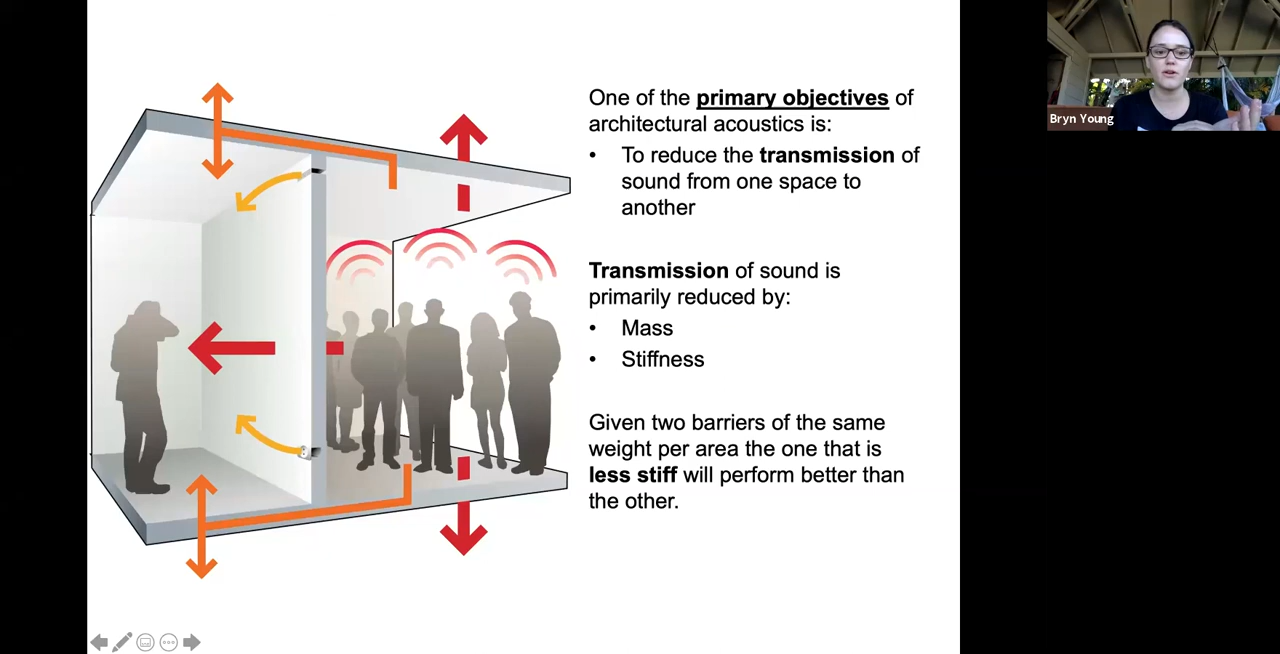 One of the primary objectives of
architectural acoustics is:
• To reduce the transmission of
sound from one space to
another
Transmission of sound is
primarily reduced by:
• Mass
• Stiffness
Given two barriers of the same
weight per area the one that is
less stiff will perform better than
the other.
Bryn Young